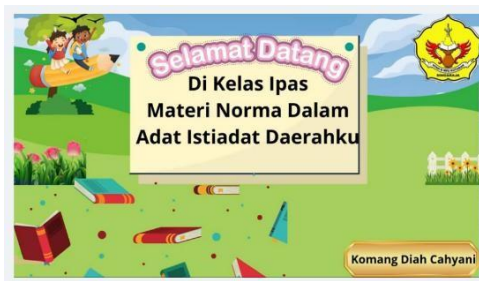 Selamat Datang
Di Kelas Ipas
Materi Norma Dalam
Adat Istiadat Daerahku
Komang Diah Cahyani